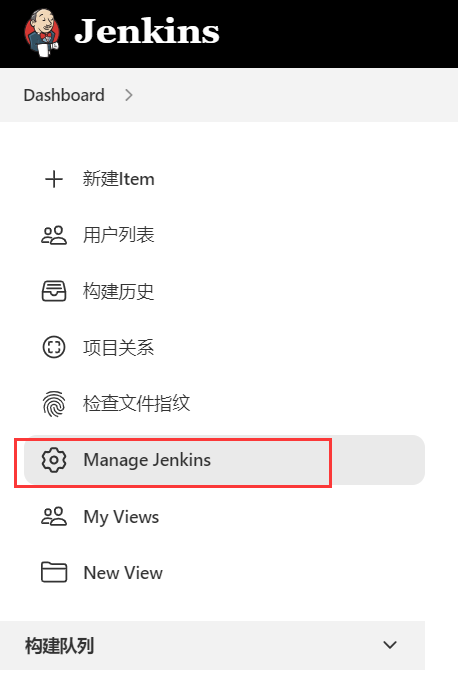 Jenkins
Dashboard
新建Item
用户列表
构建历史
项目关系
检查文件指纹
Manage Jenkins
My Views
New View
构建队列